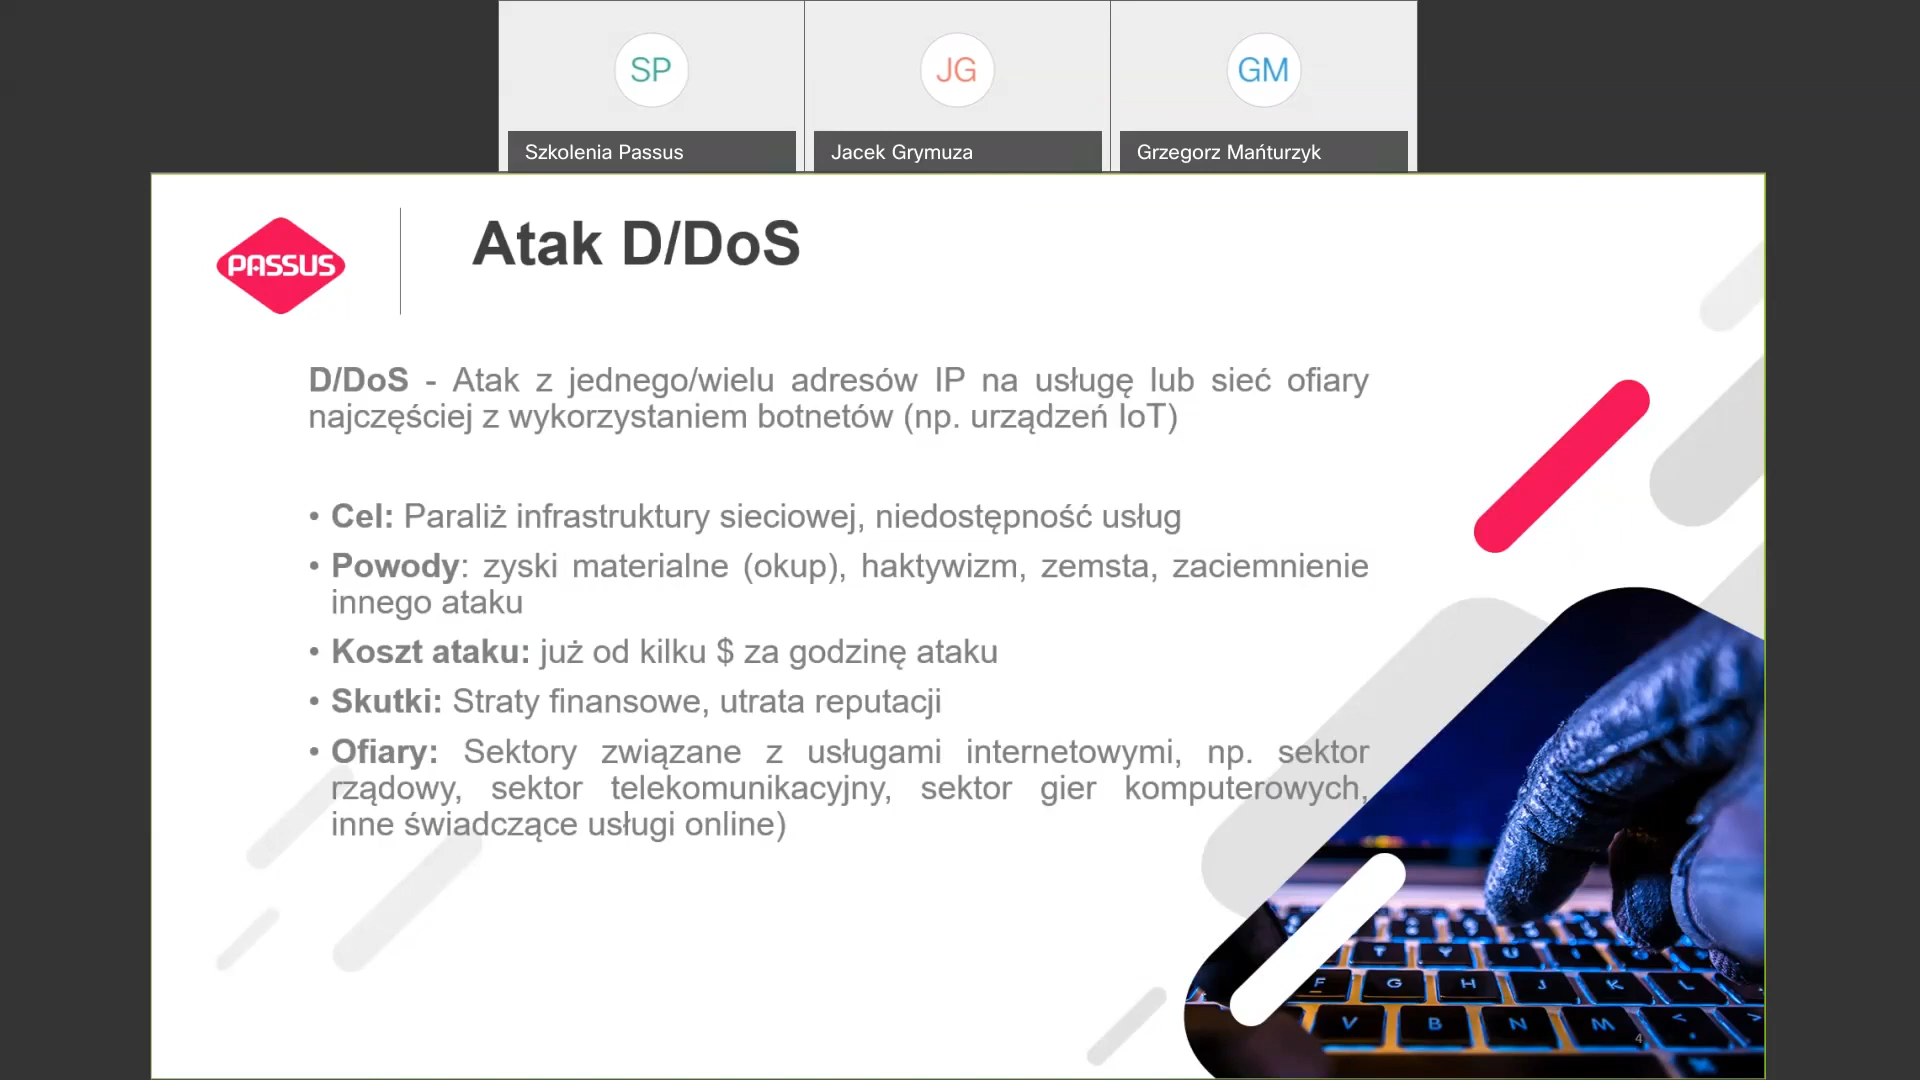 SP
JG
GM
Szkolenia Passus
Jacek Grymuza
Grzegorz Mańturzyk
PASSUS
Atak D/DoS
D/DoS - Atak z jednego/wielu adresów IP na usługę lub sieć ofiary
najczęściej z wykorzystaniem botnetów (np. urządzeń IoT)
• Cel: Paraliż infrastruktury sieciowej, niedostępność usług
• Powody: zyski materialne (okup), haktywizm, zemsta, zaciemnienie
innego ataku
• Koszt ataku: już od kilku $ za godzinę ataku
• Skutki: Straty finansowe, utrata reputacji
• Ofiary: Sektory związane z usługami internetowymi, np. sektor
rządowy, sektor telekomunikacyjny, sektor gier komputerowych,
inne świadczące usługi online)
T Y U I
F G H J K L
V B N M
4